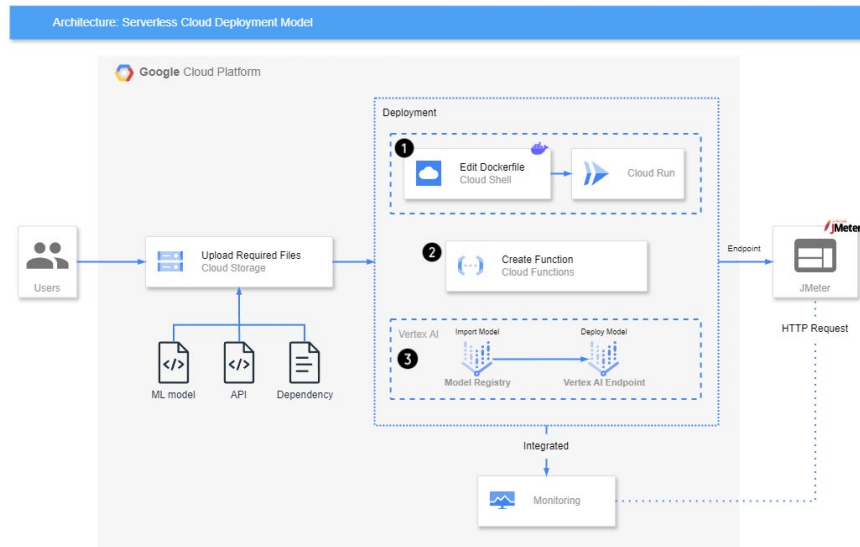 Architecture: Serverless Cloud Deployment Model
Google Cloud Platform
Deployment
1
Edit Dockerfile
Cloud Shell
Cloud Run
Users
Upload Required Files
Cloud Storage
2
Create Function
Cloud Functions
Endpoint
APACHE
JMeter
JMeter
HTTP Request
Vertex AI
3
Import Model
Model Registry
Deploy Model
Vertex AI Endpoint
</> ML model
</> API
Dependency
Integrated
Monitoring